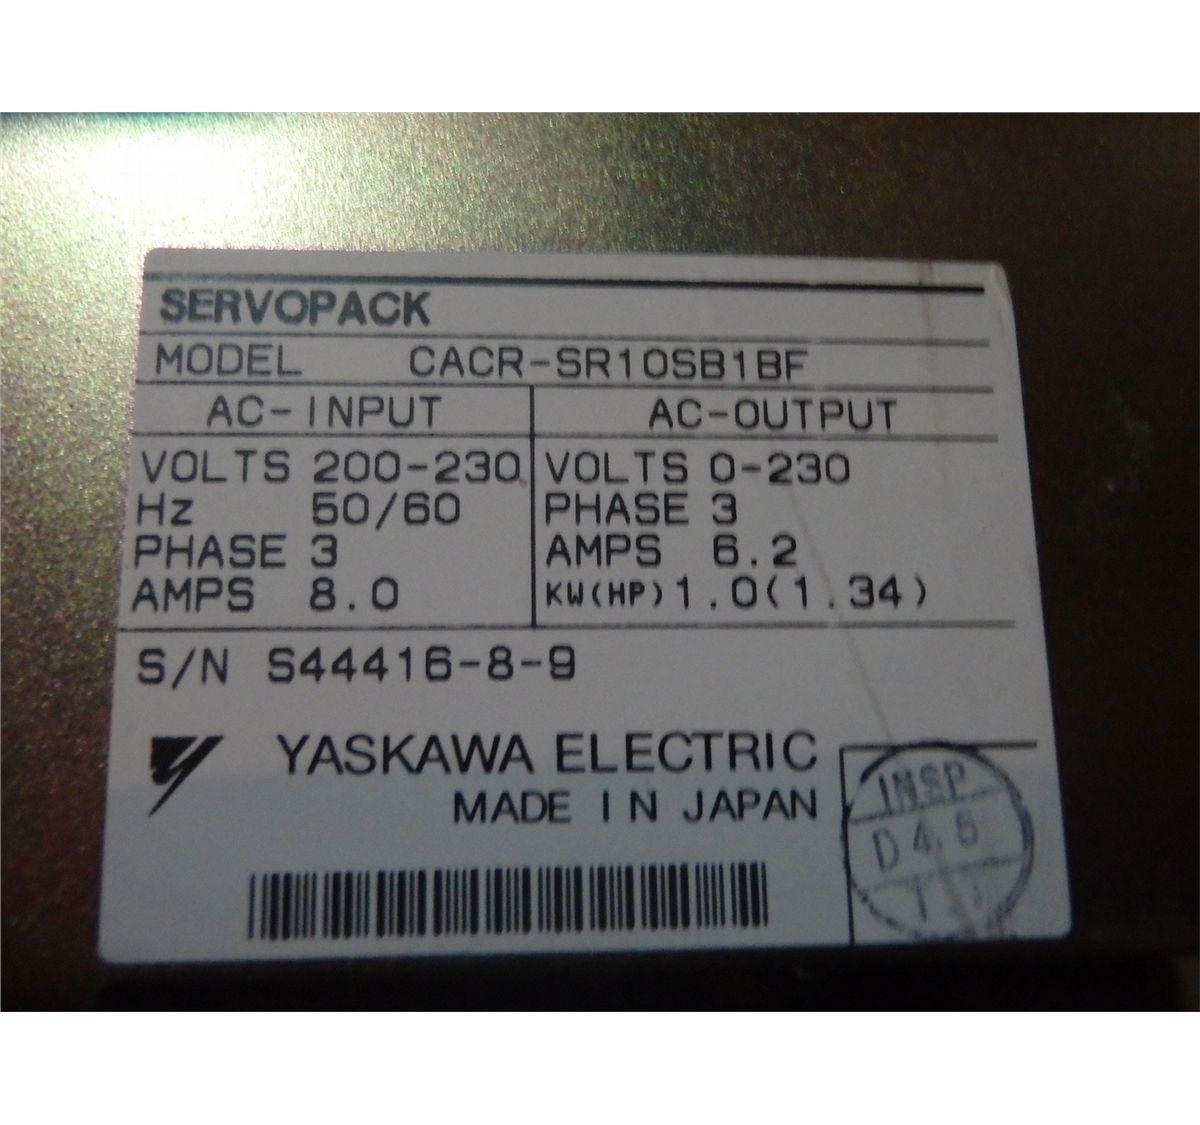 SERVOPACK
MODEL CACR-SR10SB1BF
AC-INPUT AC-OUTPUT
VOLTS 200-230 VOLTS 0-230
Hz 50/60 PHASE 3
PHASE 3 AMPS 6.2
AMPS 8.0 KW(HP) 1.0(1.34)
S/N S44416-8-9
YASKAWA ELECTRIC
MADE IN JAPAN
INSP
D 4.5